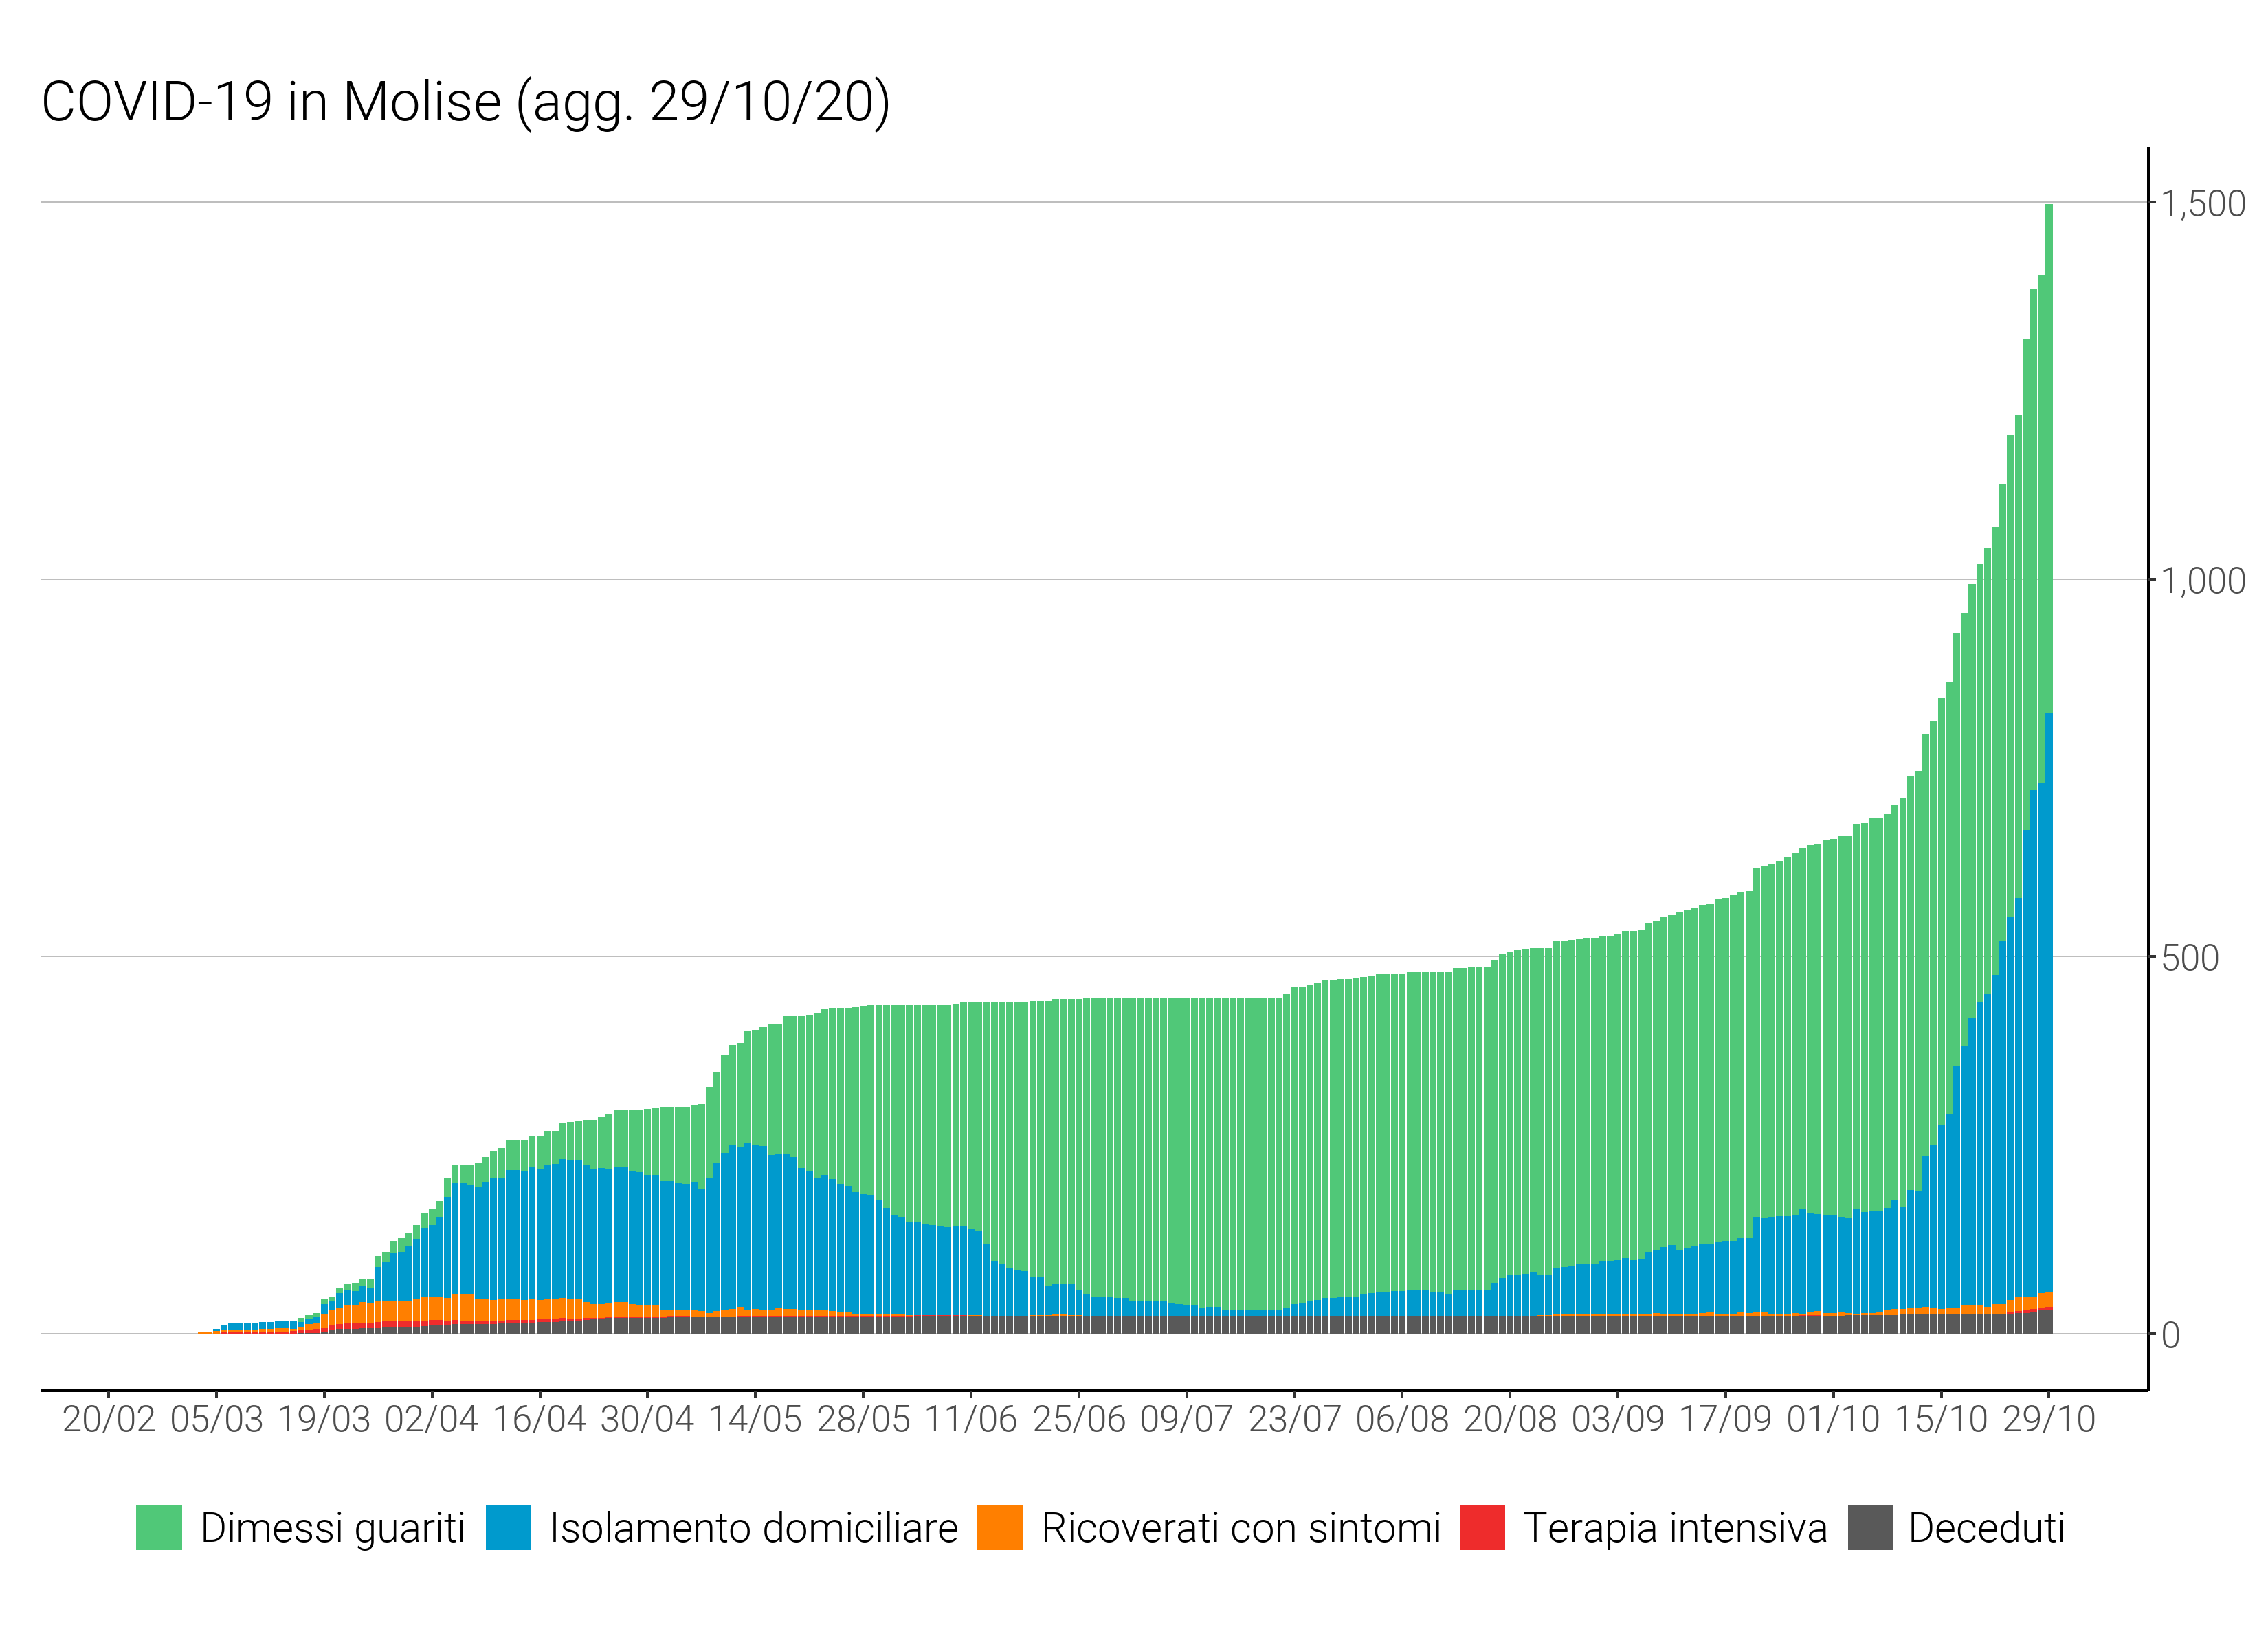 COVID-19 in Molise (agg. 29/10/20)
1,500
1,000
500
0
20/02 05/03 19/03 02/04 16/04 30/04 14/05 28/05 11/06 25/06 09/07 23/07 06/08 20/08 03/09 17/09 01/10 15/10 29/10
Dimessi guariti Isolamento domiciliare Ricoverati con sintomi Terapia intensiva Deceduti